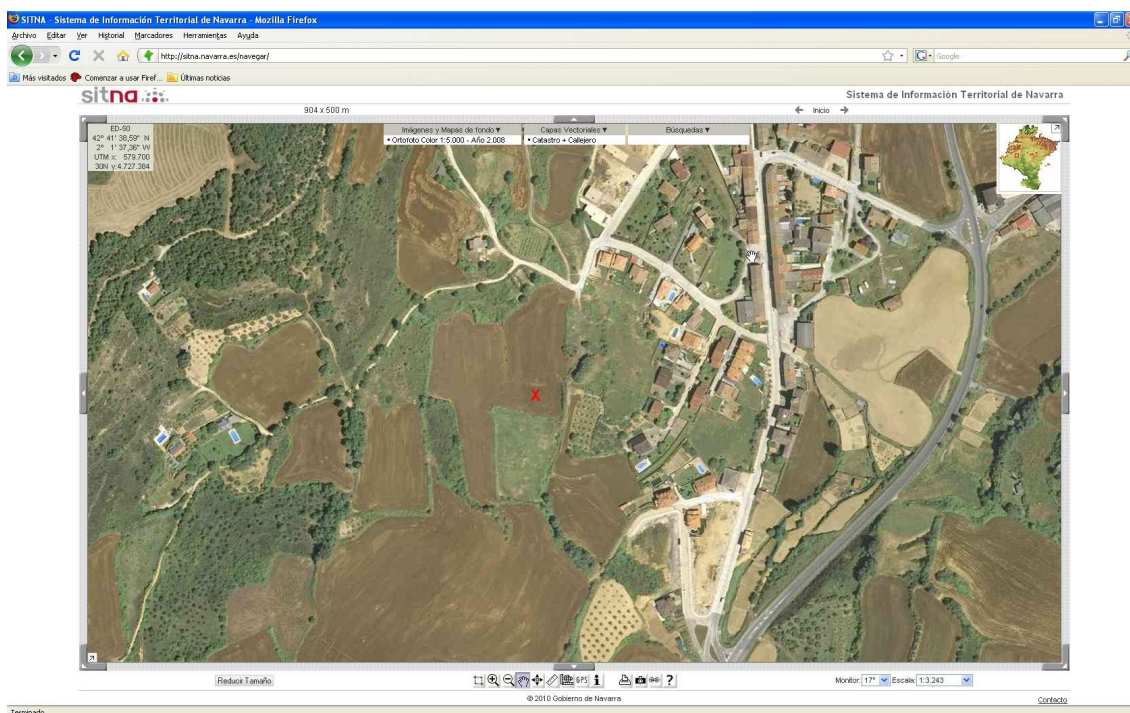 SITNA - Sistema de Información Territorial de Navarra - Mozilla Firefox
Archivo Editar Ver Historial Marcadores Herramientas Ayuda
http://sitna.navarra.es/navegar/
Google
Más visitados Comenzar a usar Firef... Últimas noticias
sitna
Sistema de Información Territorial de Navarra
904 x 500 m
Inicio
ED-50
42º 41' 38,59" N
2º 1' 37,36" W
UTM x: 579.700
30N y:4.727.384
Imágenes y Mapas de fondo ▼ Capas Vectoriales ▼ Búsquedas ▼
• Ortofoto Color 1:5.000 - Año 2.008 • Catastro + Callejero
X
Reducir Tamaño
GPS
Monitor: 17" Escala: 1:3.243
© 2010 Gobierno de Navarra
Contacto
Terminado